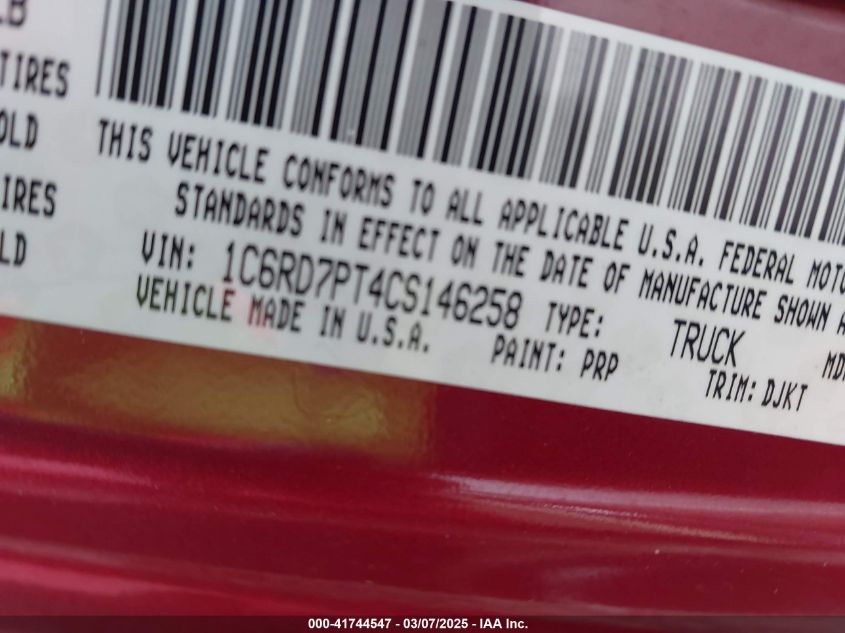 LB
TIRES
OLD
IRES
LD
THIS VEHICLE CONFORMS TO ALL APPLICABLE U.S.A. FEDERAL MOTO
STANDARDS IN EFFECT ON THE DATE OF MANUFACTURE SHOWN A
VIN: 1C6RD7PT4CS146258 TYPE: TRUCK MD
VEHICLE MADE IN U.S.A. PAINT: PRP TRIM: DJKT
000-41744547 / 03/07/2025 - IAA Inc.